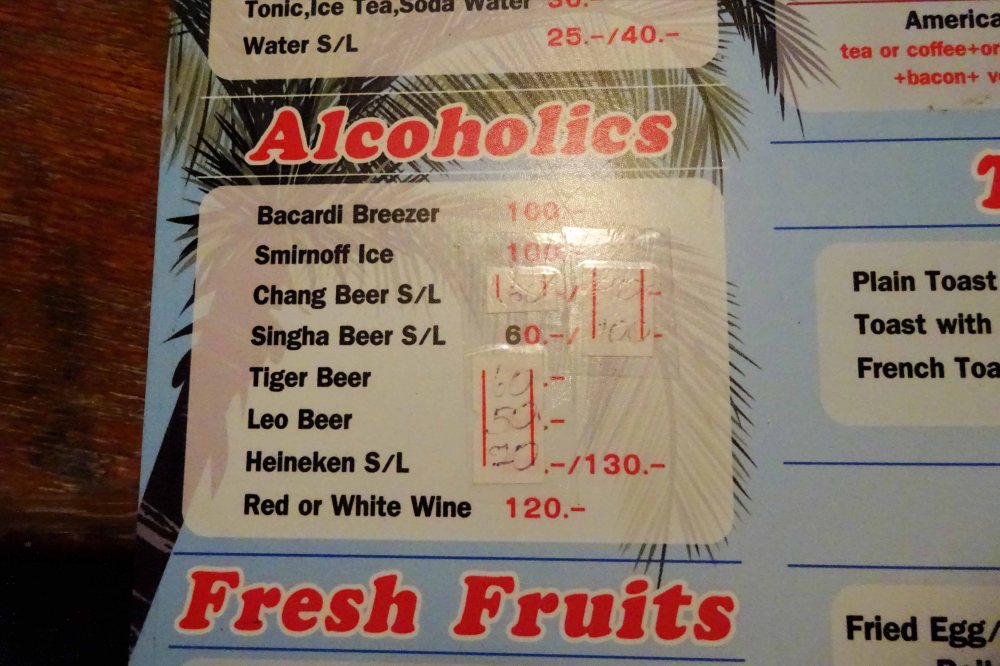 Tonic,Ice Tea,Soda Water 30.-
Water S/L 25.-/40.-
Alcoholics
Bacardi Breezer 100.-
Smirnoff Ice 100.-
Chang Beer S/L
Singha Beer S/L 60.-/
Tiger Beer .-
Leo Beer .-
Heineken S/L .-/130.-
Red or White Wine 120.-
Fresh Fruits
America
tea or coffee+or
+bacon+
Plain Toast
Toast with
French Toa
Fried Egg/